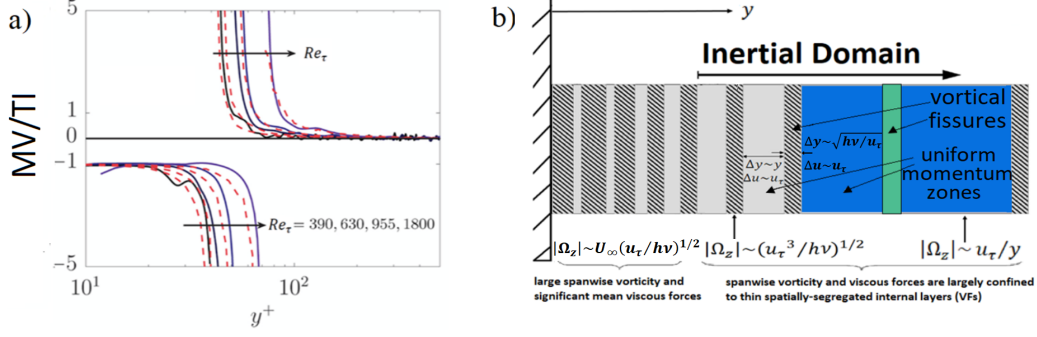 a)
MV/TI
5
1
0
-1
-5
Re_τ
Re_τ = 390, 630, 955, 1800
10^1
10^2
y^+
b)
y
Inertial Domain
vortical
fissures
Δy~√hν/u_τ
Δu~u_τ
Δy~y
Δu~u_τ
uniform
momentum
zones
|Ω_z|~U_∞(u_τ/hν)^1/2
|Ω_z|~(u_τ^3/hν)^1/2
|Ω_z|~u_τ/y
large spanwise vorticity and
significant mean viscous forces
spanwise vorticity and viscous forces are largely confined
to thin spatially-segregated internal layers (VFs)